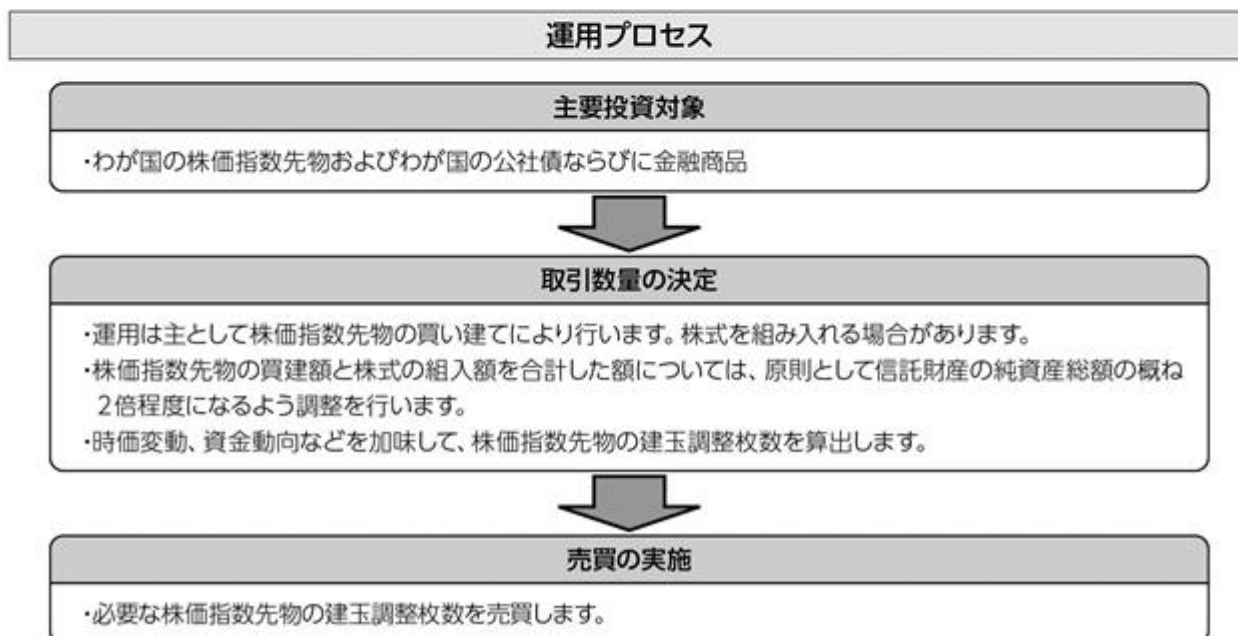 運用プロセス
主要投資対象
・わが国の株価指数先物およびわが国の公社債ならびに金融商品
取引数量の決定
・運用は主として株価指数先物の買い建てにより行います。株式を組み入れる場合があります。
・株価指数先物の買建額と株式の組入額を合計した額については、原則として信託財産の純資産総額の概ね
2倍程度になるよう調整を行います。
・時価変動、資金動向などを加味して、株価指数先物の建玉調整枚数を算出します。
売買の実施
・必要な株価指数先物の建玉調整枚数を売買します。